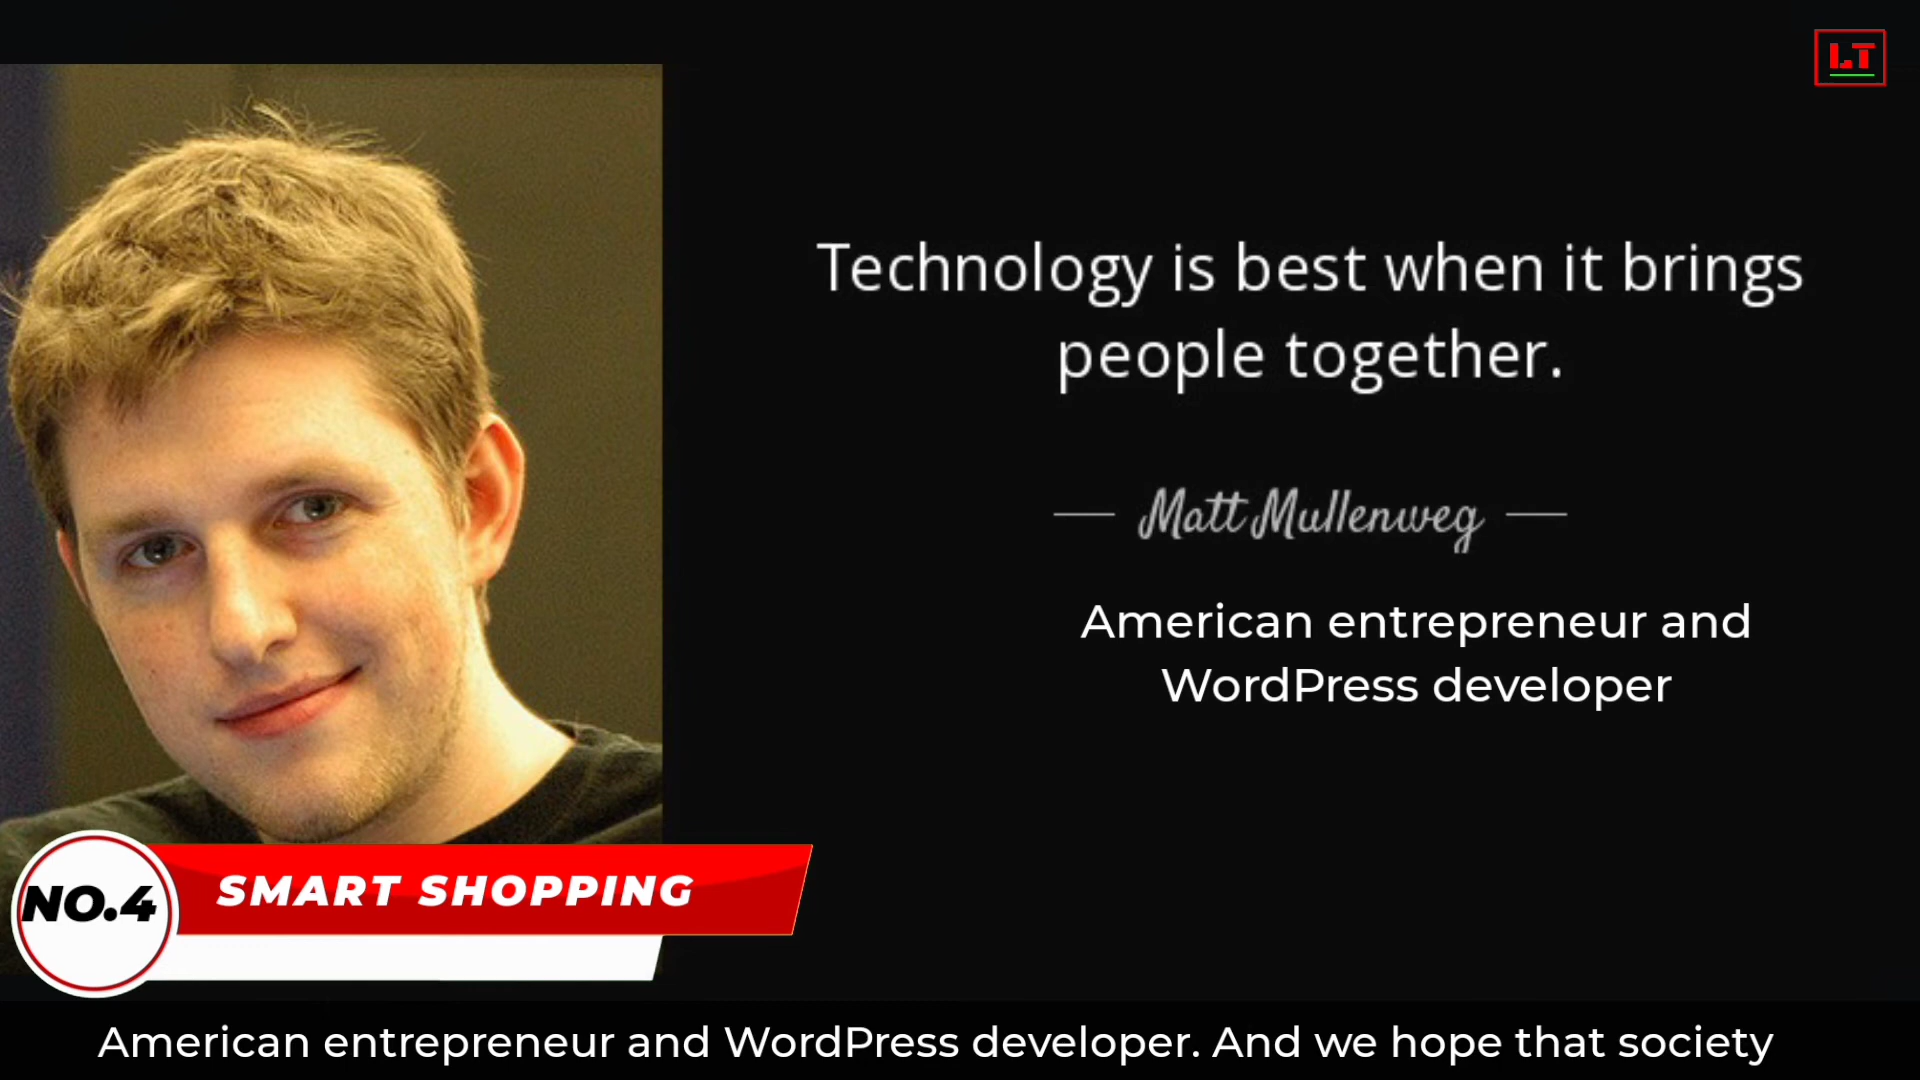 LT
Technology is best when it brings
people together.
Matt Mullenweg
American entrepreneur and
WordPress developer
NO.4
SMART SHOPPING
American entrepreneur and WordPress developer. And we hope that society